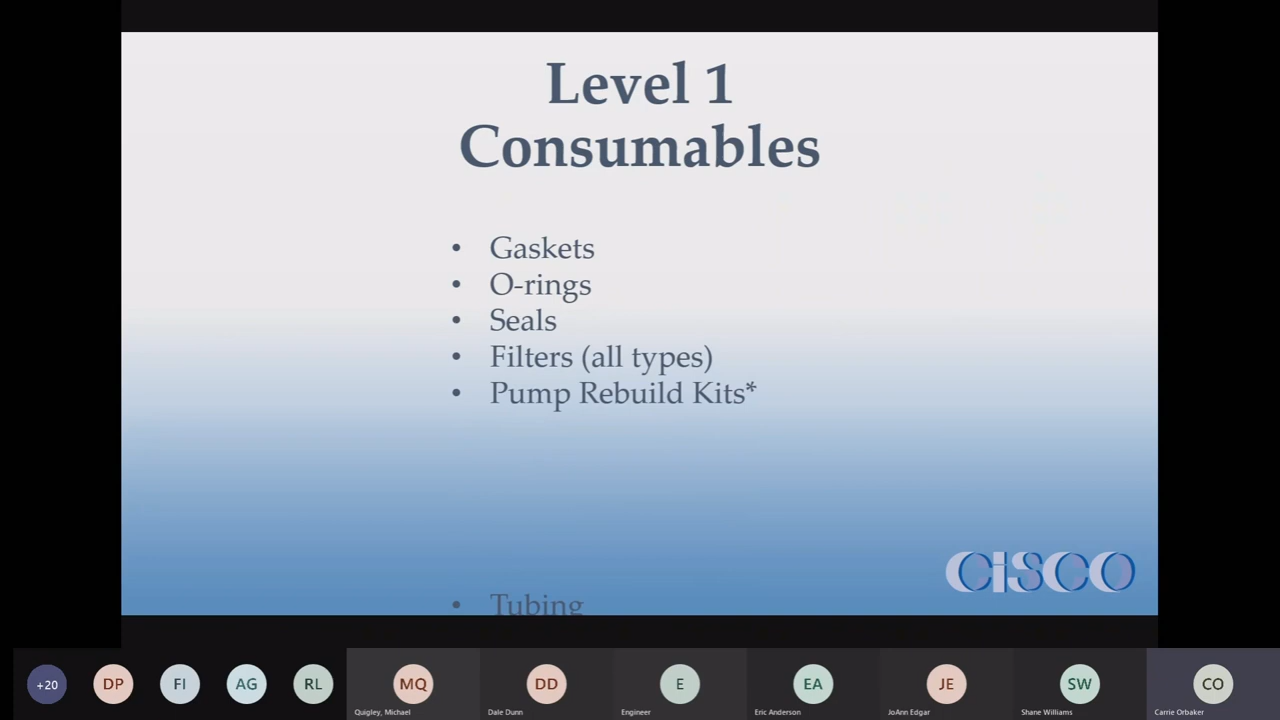 Level 1
Consumables
• Gaskets
• O-rings
• Seals
• Filters (all types)
• Pump Rebuild Kits*
• Tubing
CISCO
+20
DP
FI
AG
RL
MQ
DD
E
EA
JE
SW
CO
Quigley, Michael
Dale Dunn
Engineer
Eric Anderson
JoAnn Edgar
Shane Williams
Carrie Orbaker